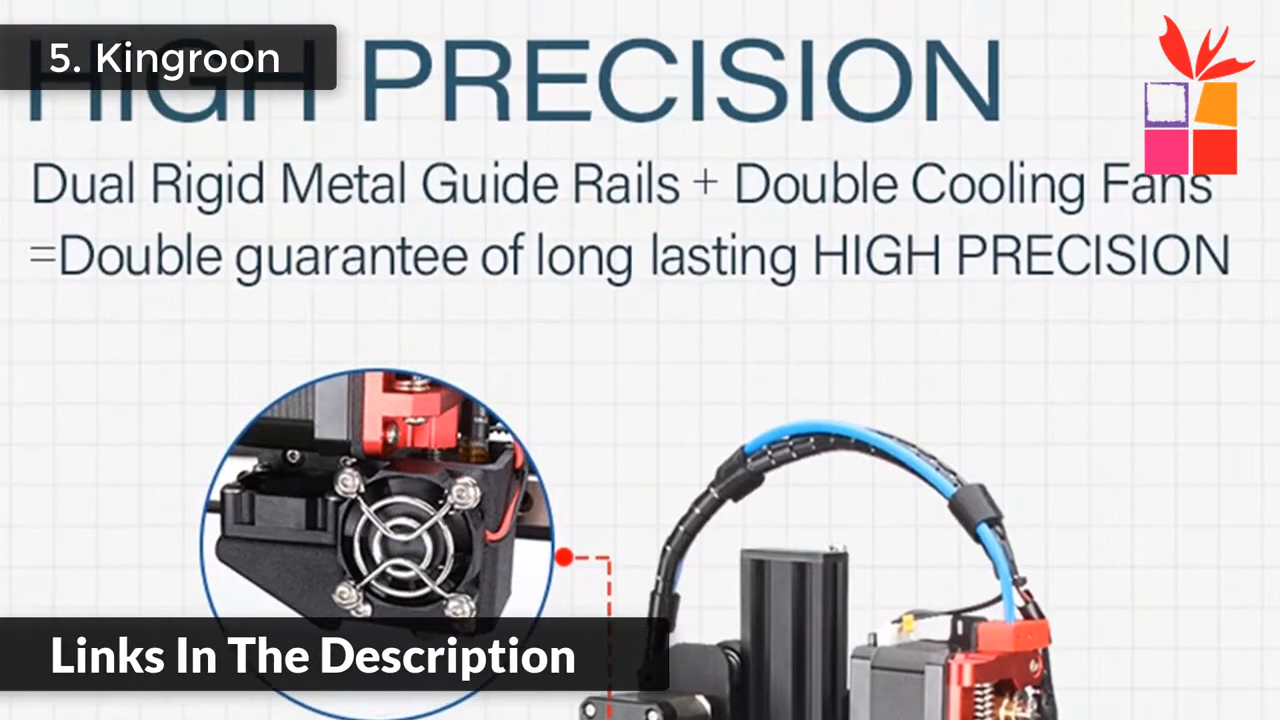 5. Kingroon
HIGH PRECISION
Dual Rigid Metal Guide Rails + Double Cooling Fans
=Double guarantee of long lasting HIGH PRECISION
Links In The Description